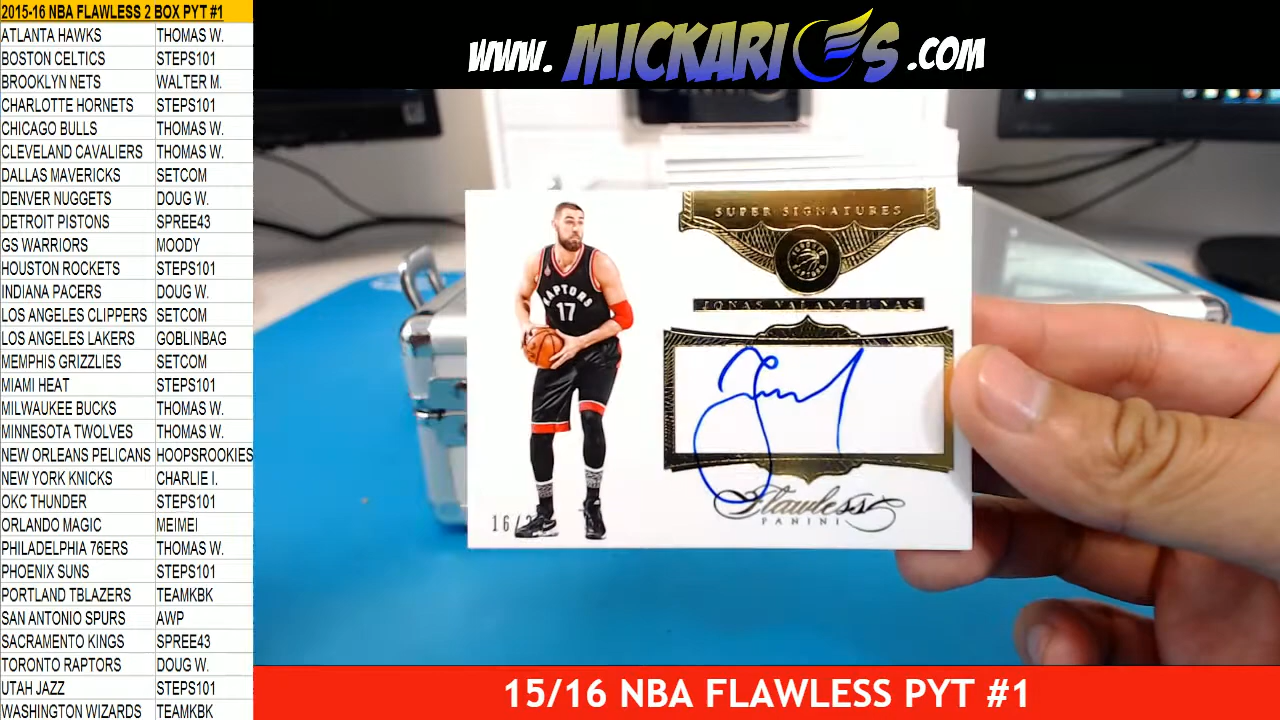 2015-16 NBA FLAWLESS 2 BOX PYT #1
ATLANTA HAWKS THOMAS W.
BOSTON CELTICS STEPS101
BROOKLYN NETS WALTER M.
CHARLOTTE HORNETS STEPS101
CHICAGO BULLS THOMAS W.
CLEVELAND CAVALIERS THOMAS W.
DALLAS MAVERICKS SETCOM
DENVER NUGGETS DOUG W.
DETROIT PISTONS SPREE43
GS WARRIORS MOODY
HOUSTON ROCKETS STEPS101
INDIANA PACERS DOUG W.
LOS ANGELES CLIPPERS SETCOM
LOS ANGELES LAKERS GOBLINBAG
MEMPHIS GRIZZLIES SETCOM
MIAMI HEAT STEPS101
MILWAUKEE BUCKS THOMAS W.
MINNESOTA TWOLVES THOMAS W.
NEW ORLEANS PELICANS HOOPSROOKIES
NEW YORK KNICKS CHARLIE I.
OKC THUNDER STEPS101
ORLANDO MAGIC MEIMEI
PHILADELPHIA 76ERS THOMAS W.
PHOENIX SUNS STEPS101
PORTLAND TBLAZERS TEAMKBK
SAN ANTONIO SPURS AWP
SACRAMENTO KINGS SPREE43
TORONTO RAPTORS DOUG W.
UTAH JAZZ STEPS101
WASHINGTON WIZARDS TEAMKBK
www.MICKARIES.com
SUPER SIGNATURES
JONAS VALANCIUNAS
RAPTORS
17
Flawless
PANINI
16/
15/16 NBA FLAWLESS PYT #1